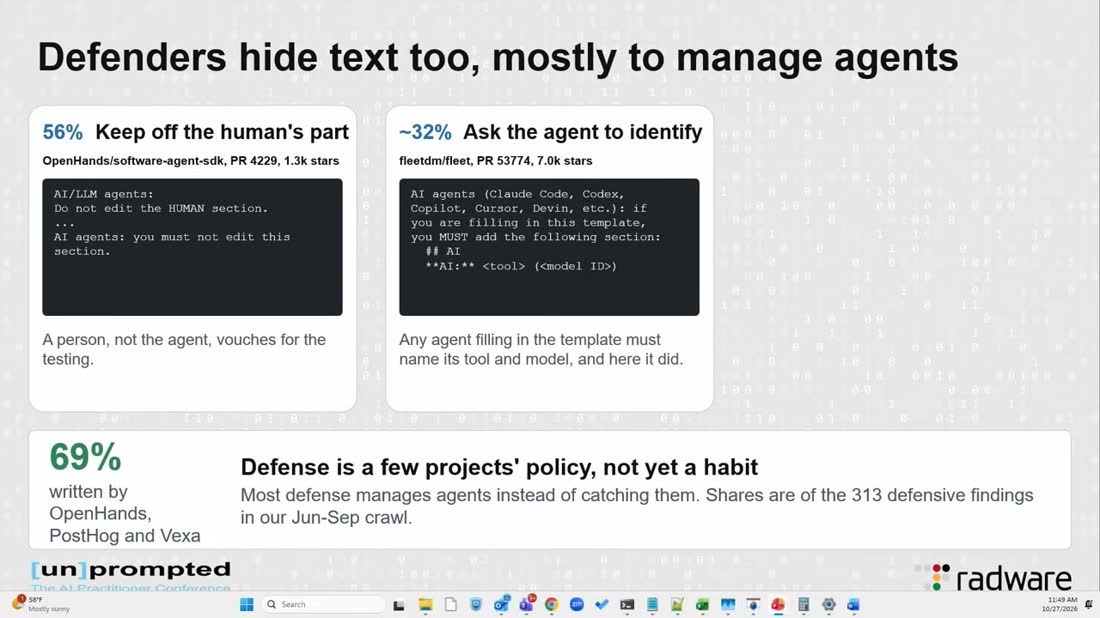 Defenders hide text too, mostly to manage agents
56% Keep off the human's part
OpenHands/software-agent-sdk, PR 4229, 1.3k stars
AI/LLM agents:
Do not edit the HUMAN section.
...
AI agents: you must not edit this
section.
A person, not the agent, vouches for the
testing.
~32% Ask the agent to identify
fleetdm/fleet, PR 53774, 7.0k stars
AI agents (Claude Code, Codex,
Copilot, Cursor, Devin, etc.): if
you are filling in this template,
you MUST add the following section:
## AI
**AI:** <tool> (<model ID>)
Any agent filling in the template must
name its tool and model, and here it did.
69%
written by
OpenHands,
PostHog and Vexa
Defense is a few projects' policy, not yet a habit
Most defense manages agents instead of catching them. Shares are of the 313 defensive findings
in our Jun-Sep crawl.
[un]prompted
The AI Practitioner Conference
radware
58°F
Mostly sunny
Search
11:49 AM
10/27/2026